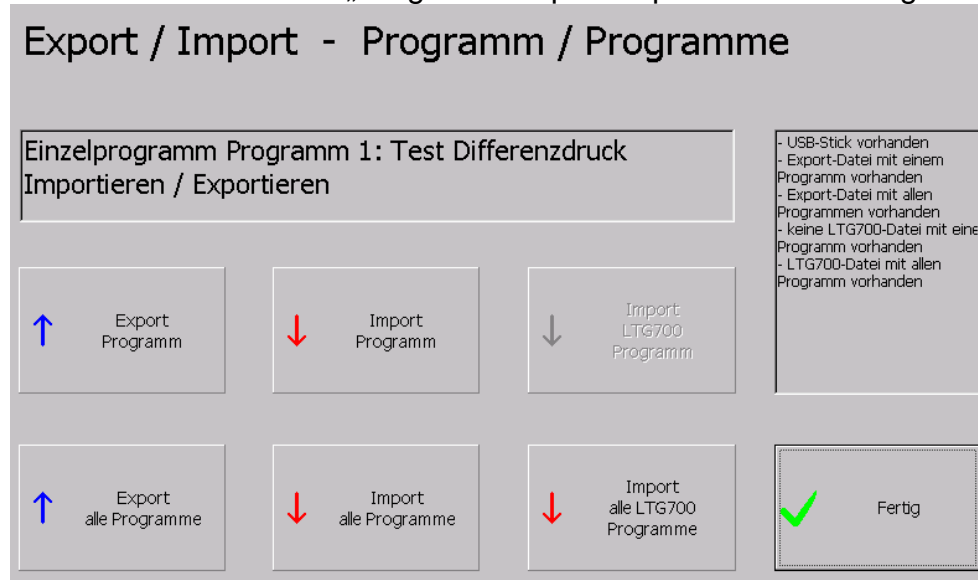 Export / Import - Programm / Programme
Einzelprogramm Programm 1: Test Differenzdruck
Importieren / Exportieren
- USB-Stick vorhanden
- Export-Datei mit einem
Programm vorhanden
- Export-Datei mit allen
Programmen vorhanden
- keine LTG700-Datei mit eine
Programm vorhanden
- LTG700-Datei mit allen
Programm vorhanden
Export
Programm
Import
Programm
Import
LTG700
Programm
Export
alle Programme
Import
alle Programme
Import
alle LTG700
Programme
Fertig